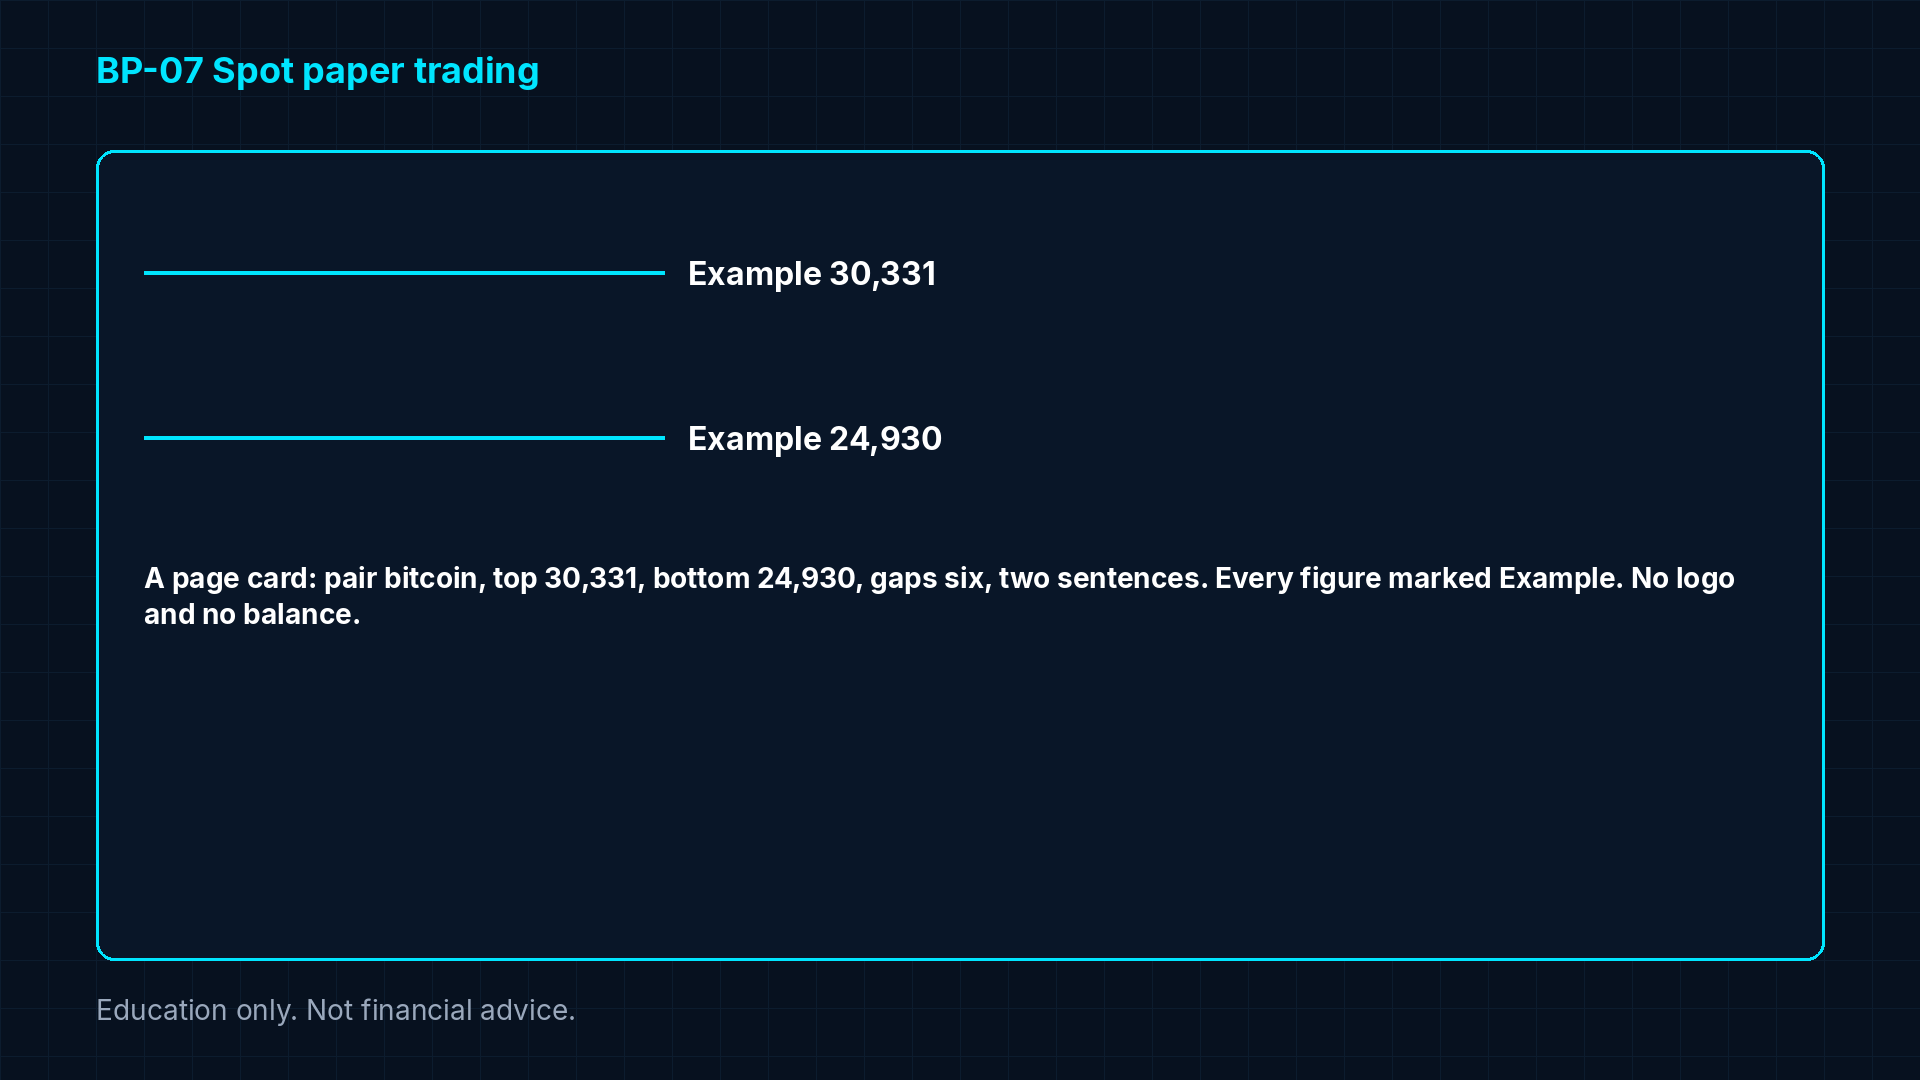 BP-07 Spot paper trading
Example 30,331
Example 24,930
A page card: pair bitcoin, top 30,331, bottom 24,930, gaps six, two sentences. Every figure marked Example. No logo
and no balance.
Education only. Not financial advice.